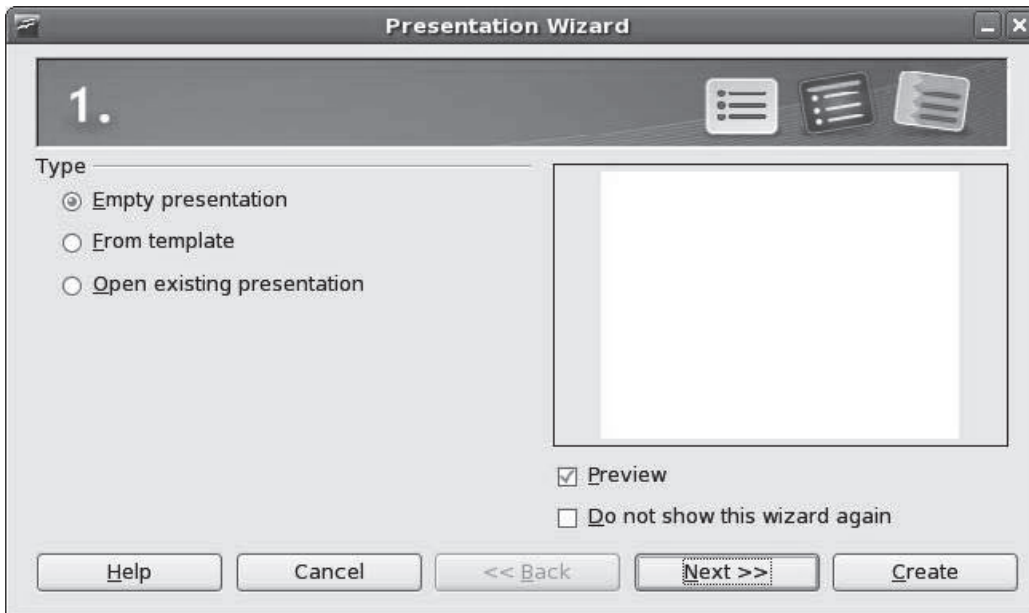 Presentation Wizard
1.
Type
Empty presentation
From template
Open existing presentation
Preview
Do not show this wizard again
Help
Cancel
<< Back
Next >>
Create